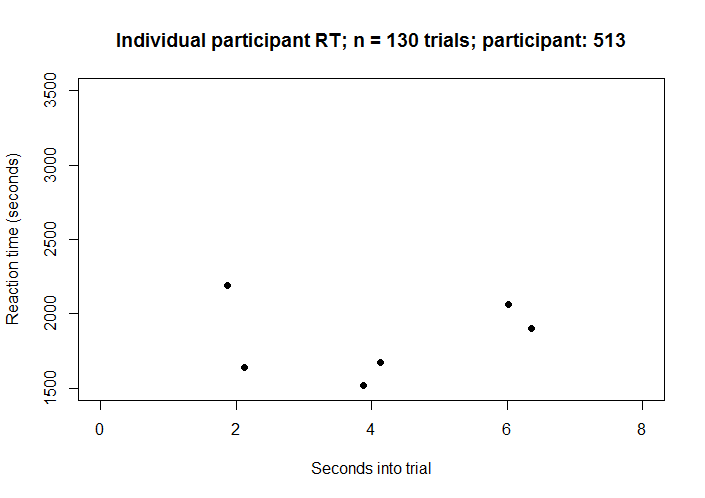 Individual participant RT; n = 130 trials; participant: 513
Reaction time (seconds)
3500
3000
2500
2000
1500
0 2 4 6 8
Seconds into trial